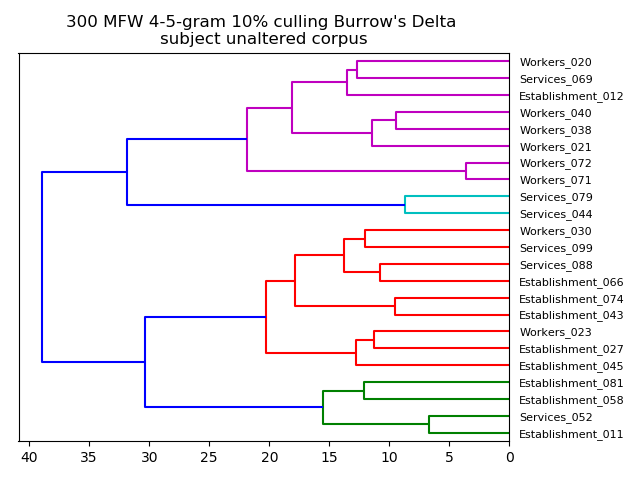 300 MFW 4-5-gram 10% culling Burrow's Delta
subject unaltered corpus
Workers_020
Services_069
Establishment_012
Workers_040
Workers_038
Workers_021
Workers_072
Workers_071
Services_079
Services_044
Workers_030
Services_099
Services_088
Establishment_066
Establishment_074
Establishment_043
Workers_023
Establishment_027
Establishment_045
Establishment_081
Establishment_058
Services_052
Establishment_011
40 35 30 25 20 15 10 5 0